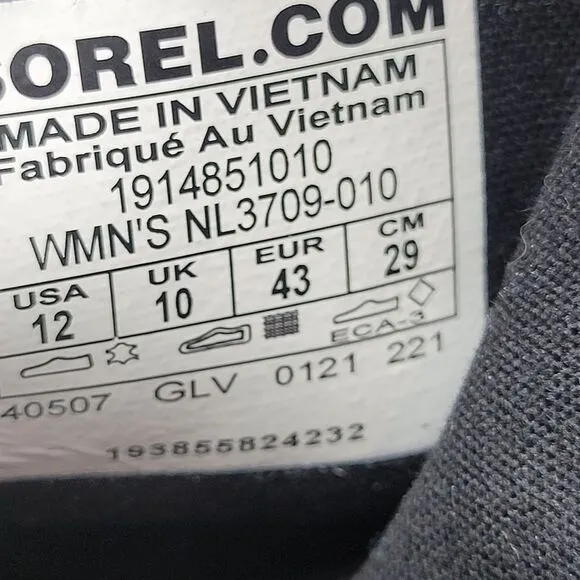 SOREL.COM
MADE IN VIETNAM
Fabriqué Au Vietnam
1914851010
WMN'S NL3709-010
USA UK EUR CM
12 10 43 29
ECA-3
40507 GLV 0121 221
193855824232